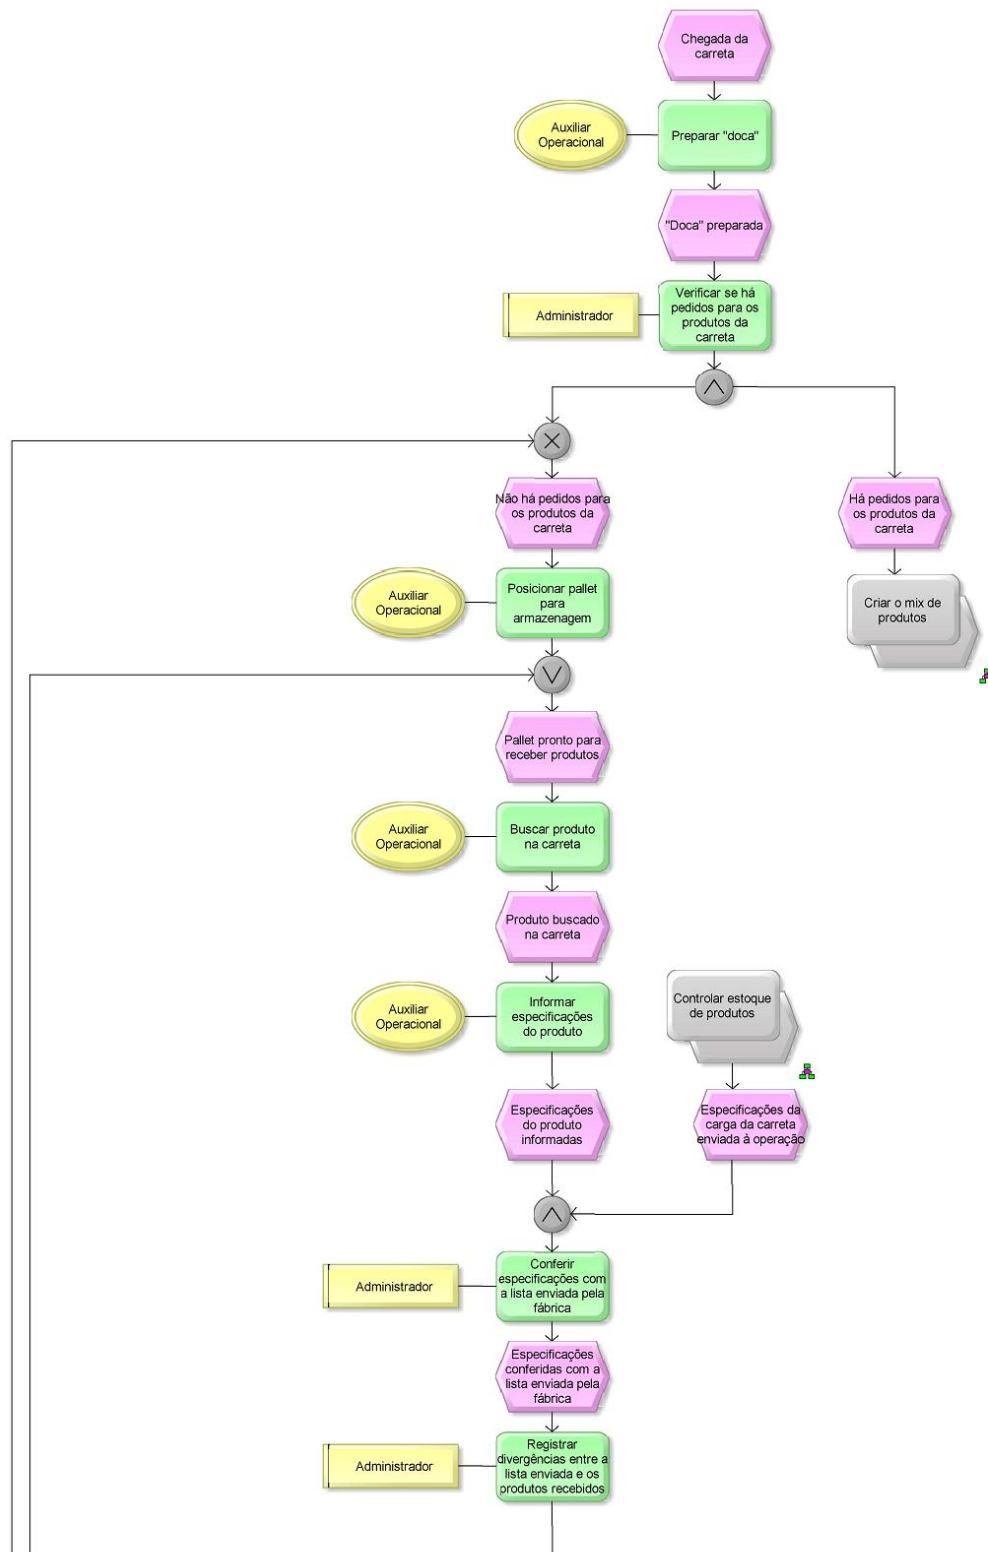 Chegada da
carreta
Auxiliar
Operacional
Preparar "doca"
"Doca" preparada
Administrador
Verificar se há
pedidos para os
produtos da
carreta
Não há pedidos para
os produtos da
carreta
Há pedidos para
os produtos da
carreta
Auxiliar
Operacional
Posicionar pallet
para
armazenagem
Criar o mix de
produtos
Pallet pronto para
receber produtos
Auxiliar
Operacional
Buscar produto
na carreta
Produto buscado
na carreta
Auxiliar
Operacional
Informar
especificações
do produto
Controlar estoque
de produtos
Especificações
do produto
informadas
Especificações da
carga da carreta
enviada à operação
Administrador
Conferir
especificações com
a lista enviada pela
fábrica
Especificações
conferidas com a
lista enviada pela
fábrica
Administrador
Registrar
divergências entre a
lista enviada e os
produtos recebidos